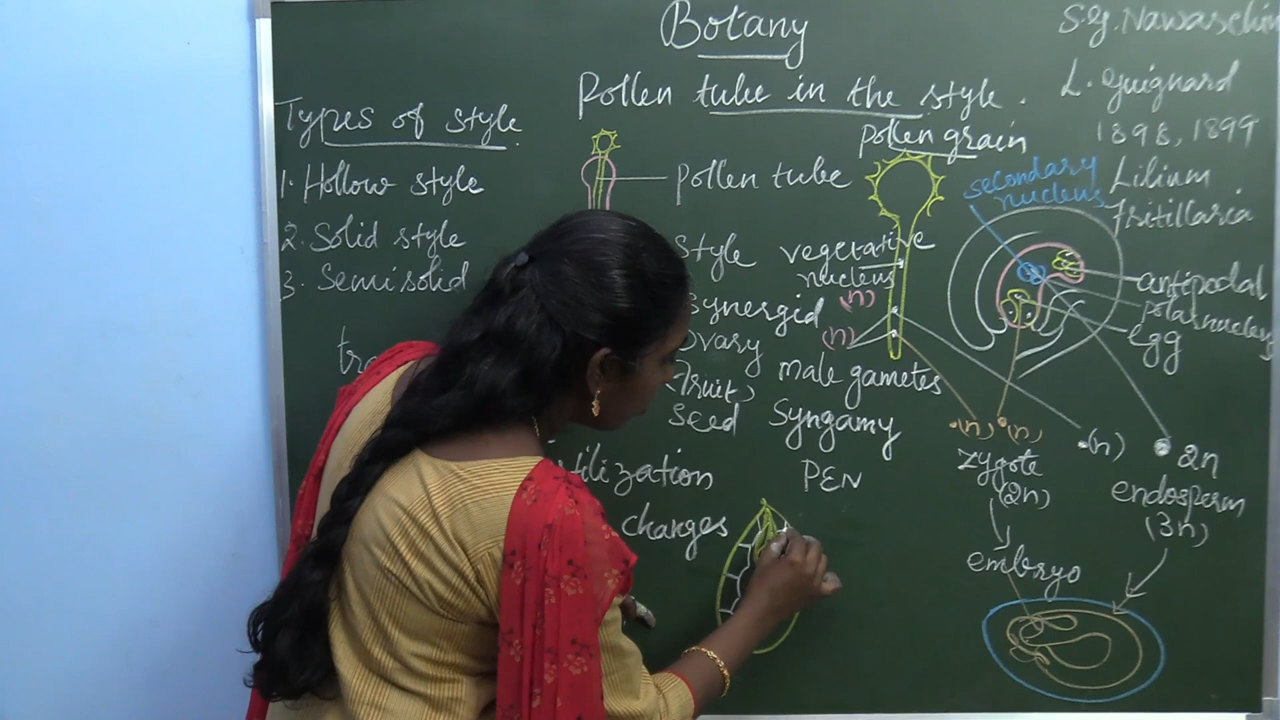 Botany
Pollen tube in the style.
Types of style
1. Hollow style
2. Solid style
3. Semisolid
pollen tube
style
synergid
ovary
Fruit,
seed
changes
pollen grain
vegetative
nucleus
(n)
(n)
male gametes
Syngamy
PEN
S.G. Nawaschin
L. Guignard
1898, 1899
Lilium
Fritillaria
secondary
nucleus
antipodal
polar nucley
egg
(n) (n)
(n)
2n
zygote
(2n)
endosperm
(3n)
embryo